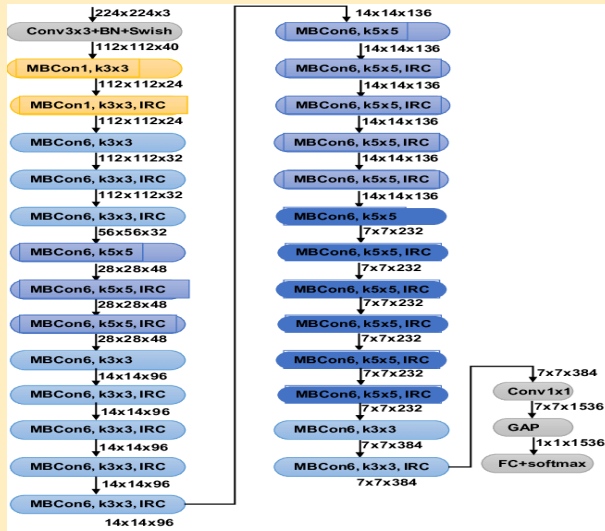 224x224x3
Conv3x3+BN+Swish
112x112x40
MBCon1, k3x3
112x112x24
MBCon1, k3x3, IRC
112x112x24
MBCon6, k3x3
112x112x32
MBCon6, k3x3, IRC
112x112x32
MBCon6, k3x3, IRC
56x56x32
MBCon6, k5x5
28x28x48
MBCon6, k5x5, IRC
28x28x48
MBCon6, k5x5, IRC
28x28x48
MBCon6, k3x3
14x14x96
MBCon6, k3x3, IRC
14x14x96
MBCon6, k3x3, IRC
14x14x96
MBCon6, k3x3, IRC
14x14x96
MBCon6, k3x3, IRC
14x14x96
14x14x136
MBCon6, k5x5
14x14x136
MBCon6, k5x5, IRC
14x14x136
MBCon6, k5x5, IRC
14x14x136
MBCon6, k5x5, IRC
14x14x136
MBCon6, k5x5, IRC
14x14x136
MBCon6, k5x5
7x7x232
MBCon6, k5x5, IRC
7x7x232
MBCon6, k5x5, IRC
7x7x232
MBCon6, k5x5, IRC
7x7x232
MBCon6, k5x5, IRC
7x7x232
MBCon6, k5x5, IRC
7x7x232
MBCon6, k3x3
7x7x384
MBCon6, k3x3, IRC
7x7x384
7x7x384
Conv1x1
7x7x1536
GAP
1x1x1536
FC+softmax